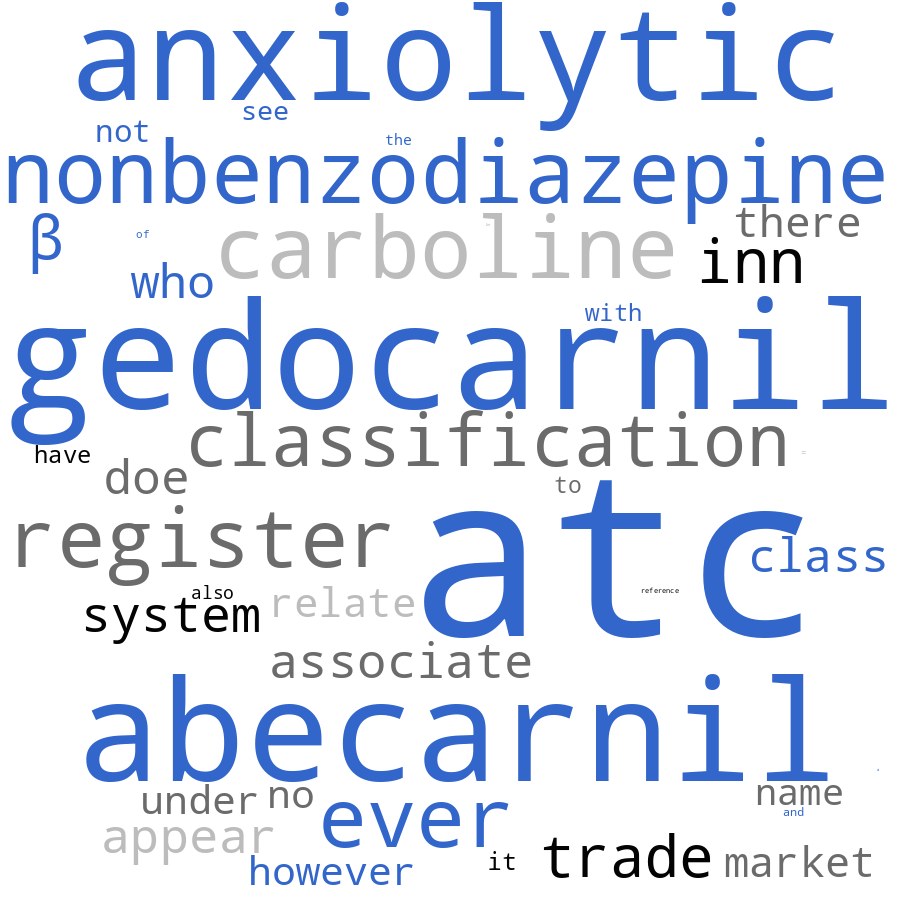 anxiolytic
see
not
the
nonbenzodiazepine
there
β
of
carboline
inn
who
with
gedocarnil
classification
have
doe
to
register
atc
class
also
reference
system
relate
associate
abecarnil
name
under
no
and
ever
appear
trade
market
it
however